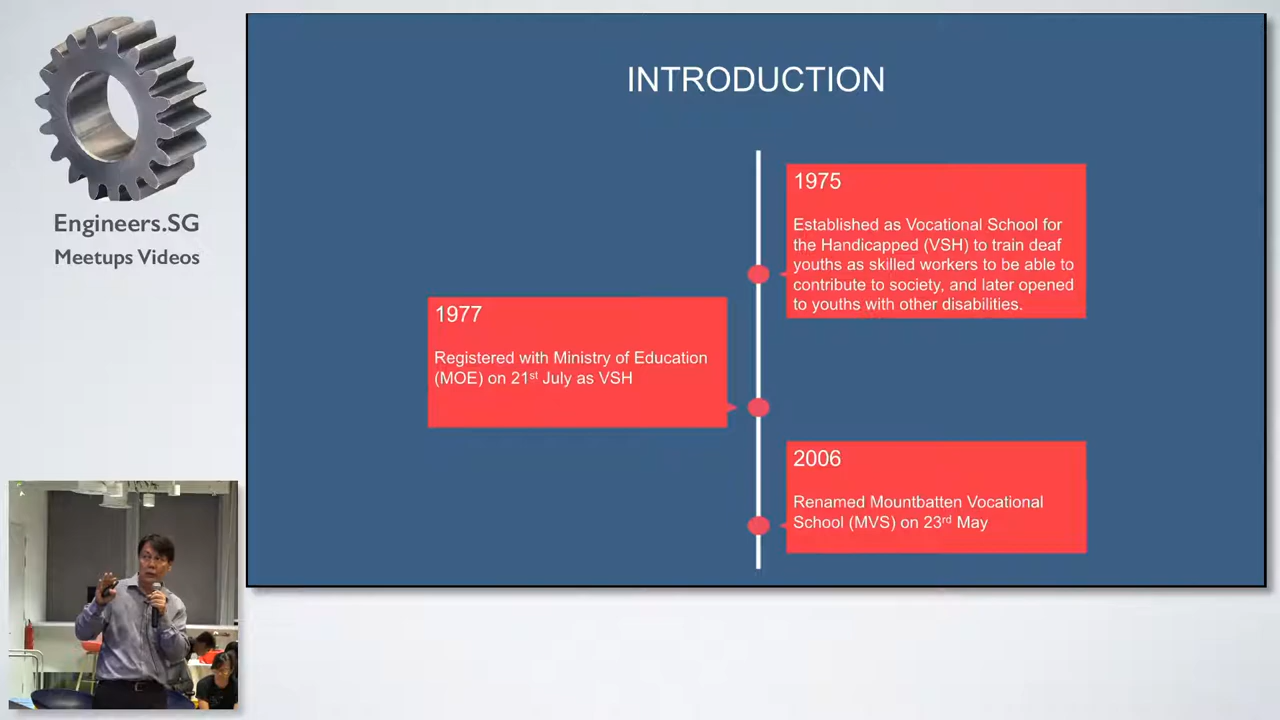 Engineers.SG
Meetups Videos
INTRODUCTION
1975
Established as Vocational School for
the Handicapped (VSH) to train deaf
youths as skilled workers to be able to
contribute to society, and later opened
to youths with other disabilities.
1977
Registered with Ministry of Education
(MOE) on 21st July as VSH
2006
Renamed Mountbatten Vocational
School (MVS) on 23rd May